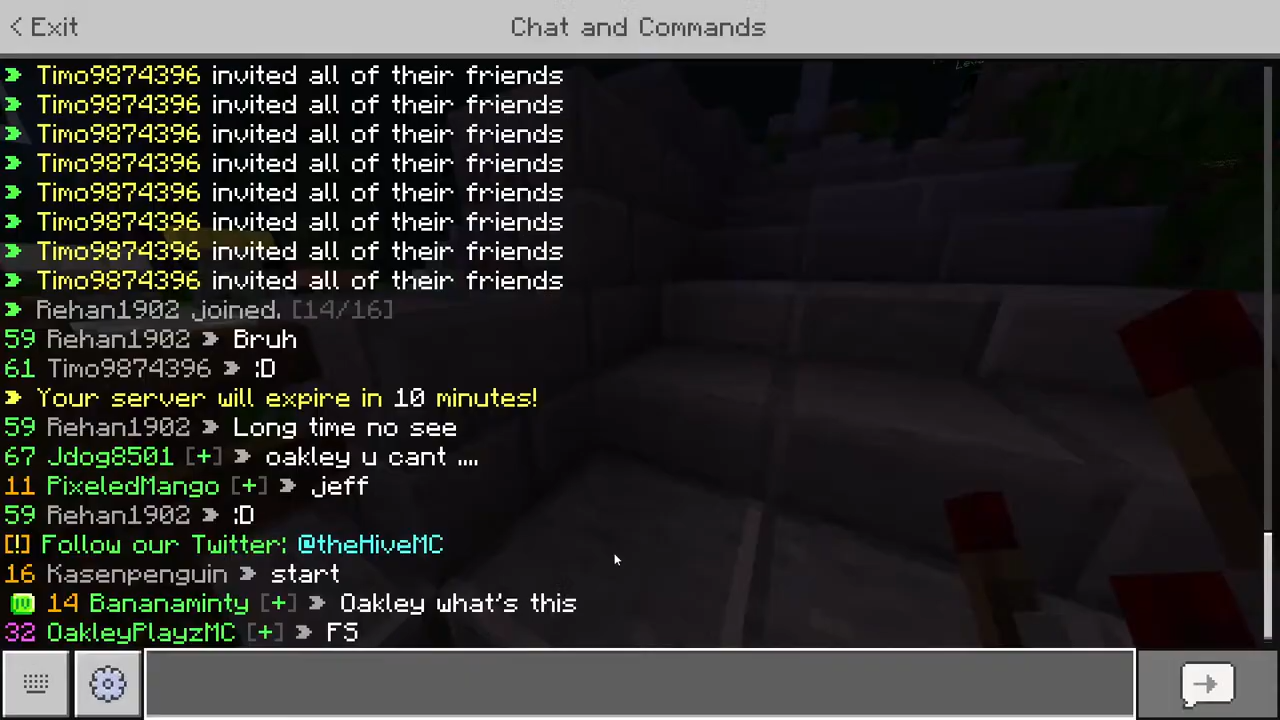 < Exit
Chat and Commands
Timo9874396 invited all of their friends
Timo9874396 invited all of their friends
Timo9874396 invited all of their friends
Timo9874396 invited all of their friends
Timo9874396 invited all of their friends
Timo9874396 invited all of their friends
Timo9874396 invited all of their friends
Timo9874396 invited all of their friends
Rehan1902 joined. [14/16]
59 Rehan1902 » Bruh
61 Timo9874396 » :D
Your server will expire in 10 minutes!
59 Rehan1902 » Long time no see
67 Jdog8501 [+] » oakley u cant ....
11 PixeledMango [+] » jeff
59 Rehan1902 » :D
[!] Follow our Twitter: @theHiveMC
16 Kasenpenguin » start
14 Bananaminty [+] » Oakley what's this
32 OakleyPlayzMC [+] » FS